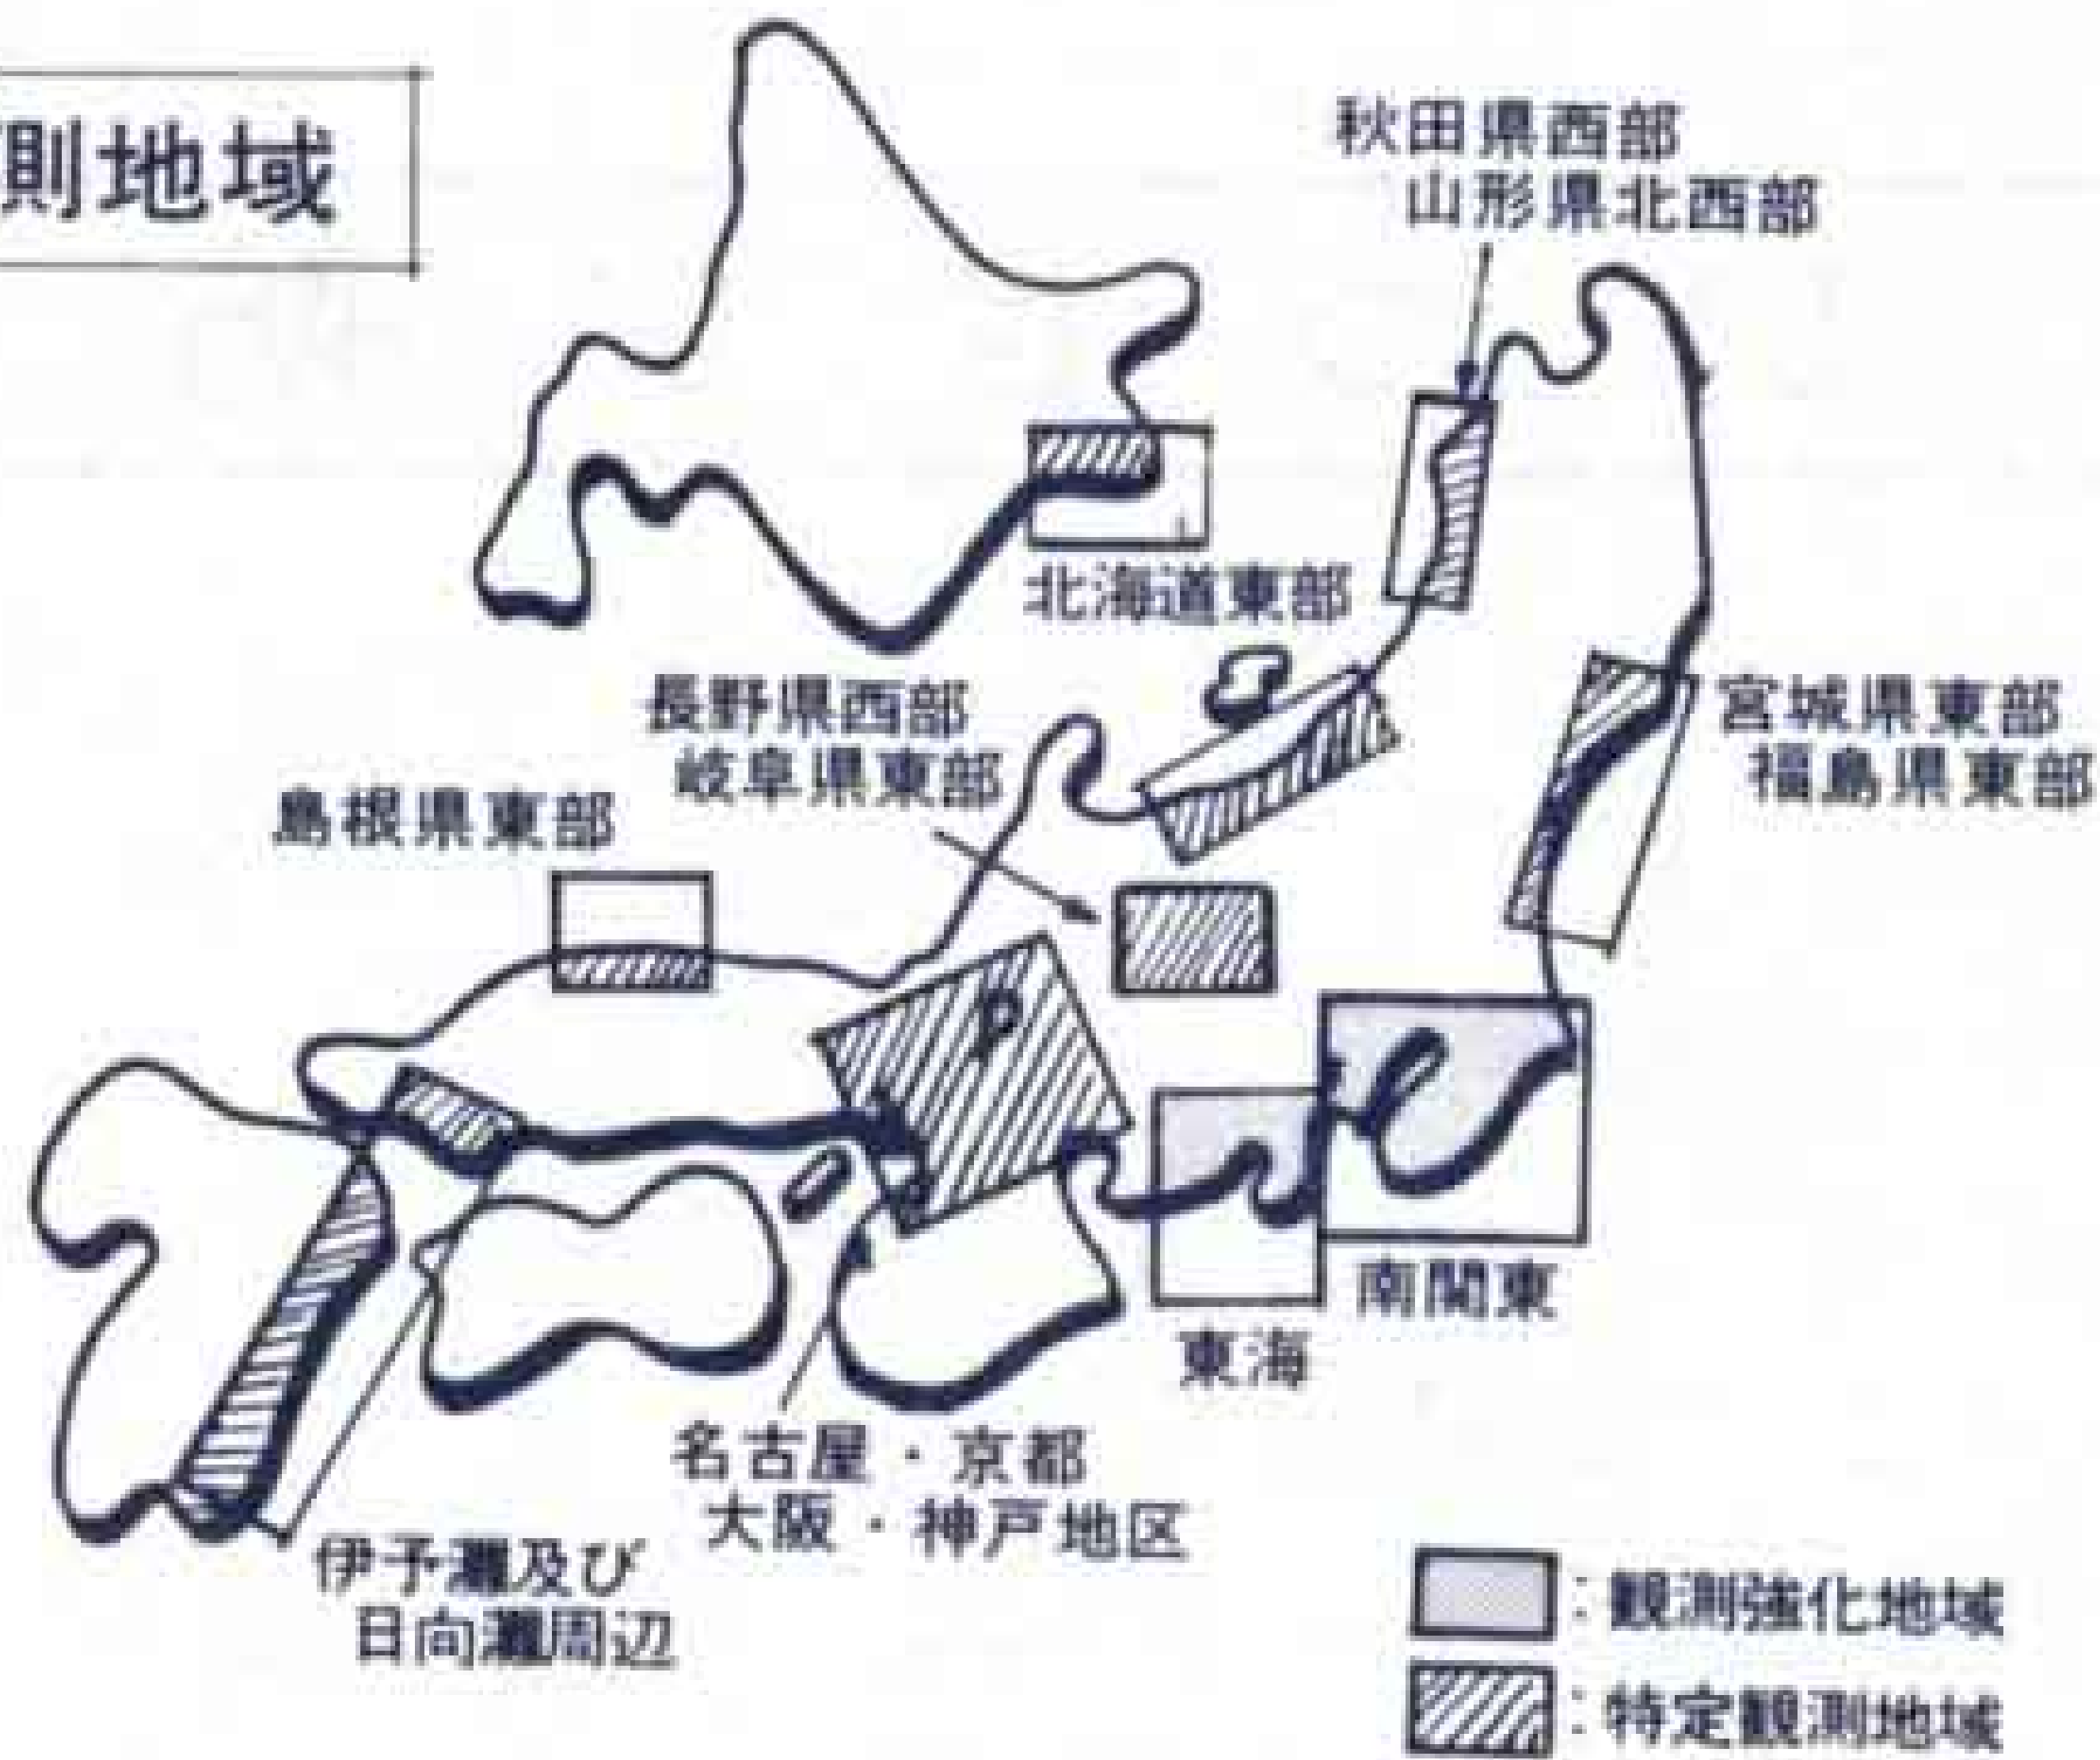 測地域
秋田県西部
山形県北西部
北海道東部
長野県西部
岐阜県東部
宮城県東部
福島県東部
島根県東部
南関東
東海
名古屋・京都
大阪・神戸地区
伊予灘及び
日向灘周辺
:観測強化地域
:特定観測地域